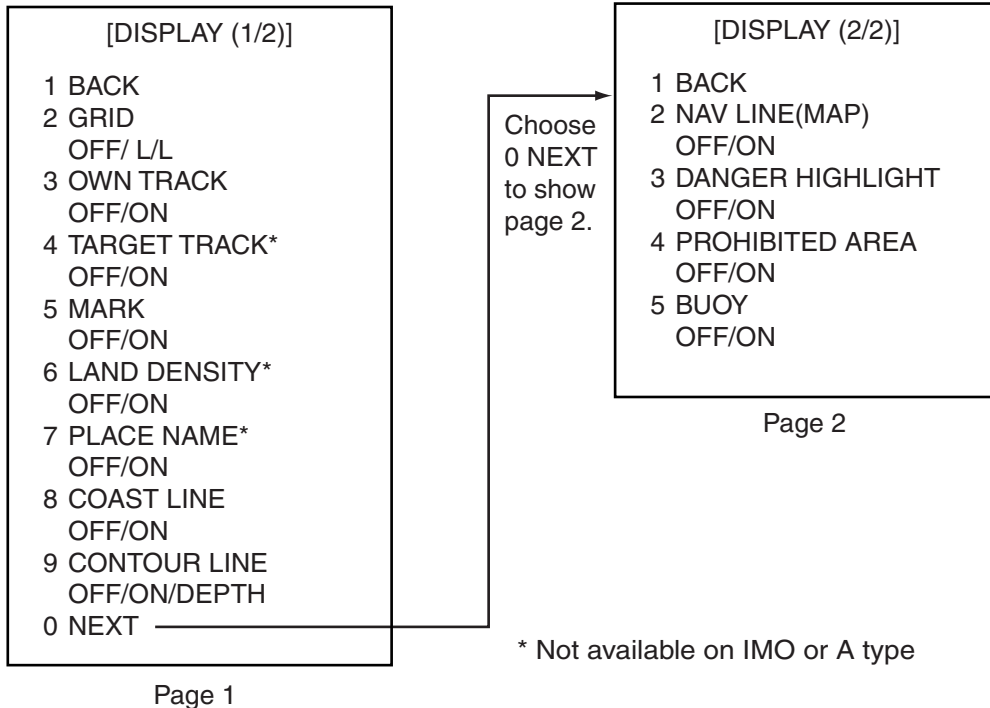 [DISPLAY (1/2)]
1 BACK
2 GRID
OFF/ L/L
3 OWN TRACK
OFF/ON
4 TARGET TRACK*
OFF/ON
5 MARK
OFF/ON
6 LAND DENSITY*
OFF/ON
7 PLACE NAME*
OFF/ON
8 COAST LINE
OFF/ON
9 CONTOUR LINE
OFF/ON/DEPTH
0 NEXT
Page 1
Choose
0 NEXT
to show
page 2.
[DISPLAY (2/2)]
1 BACK
2 NAV LINE(MAP)
OFF/ON
3 DANGER HIGHLIGHT
OFF/ON
4 PROHIBITED AREA
OFF/ON
5 BUOY
OFF/ON
Page 2
* Not available on IMO or A type